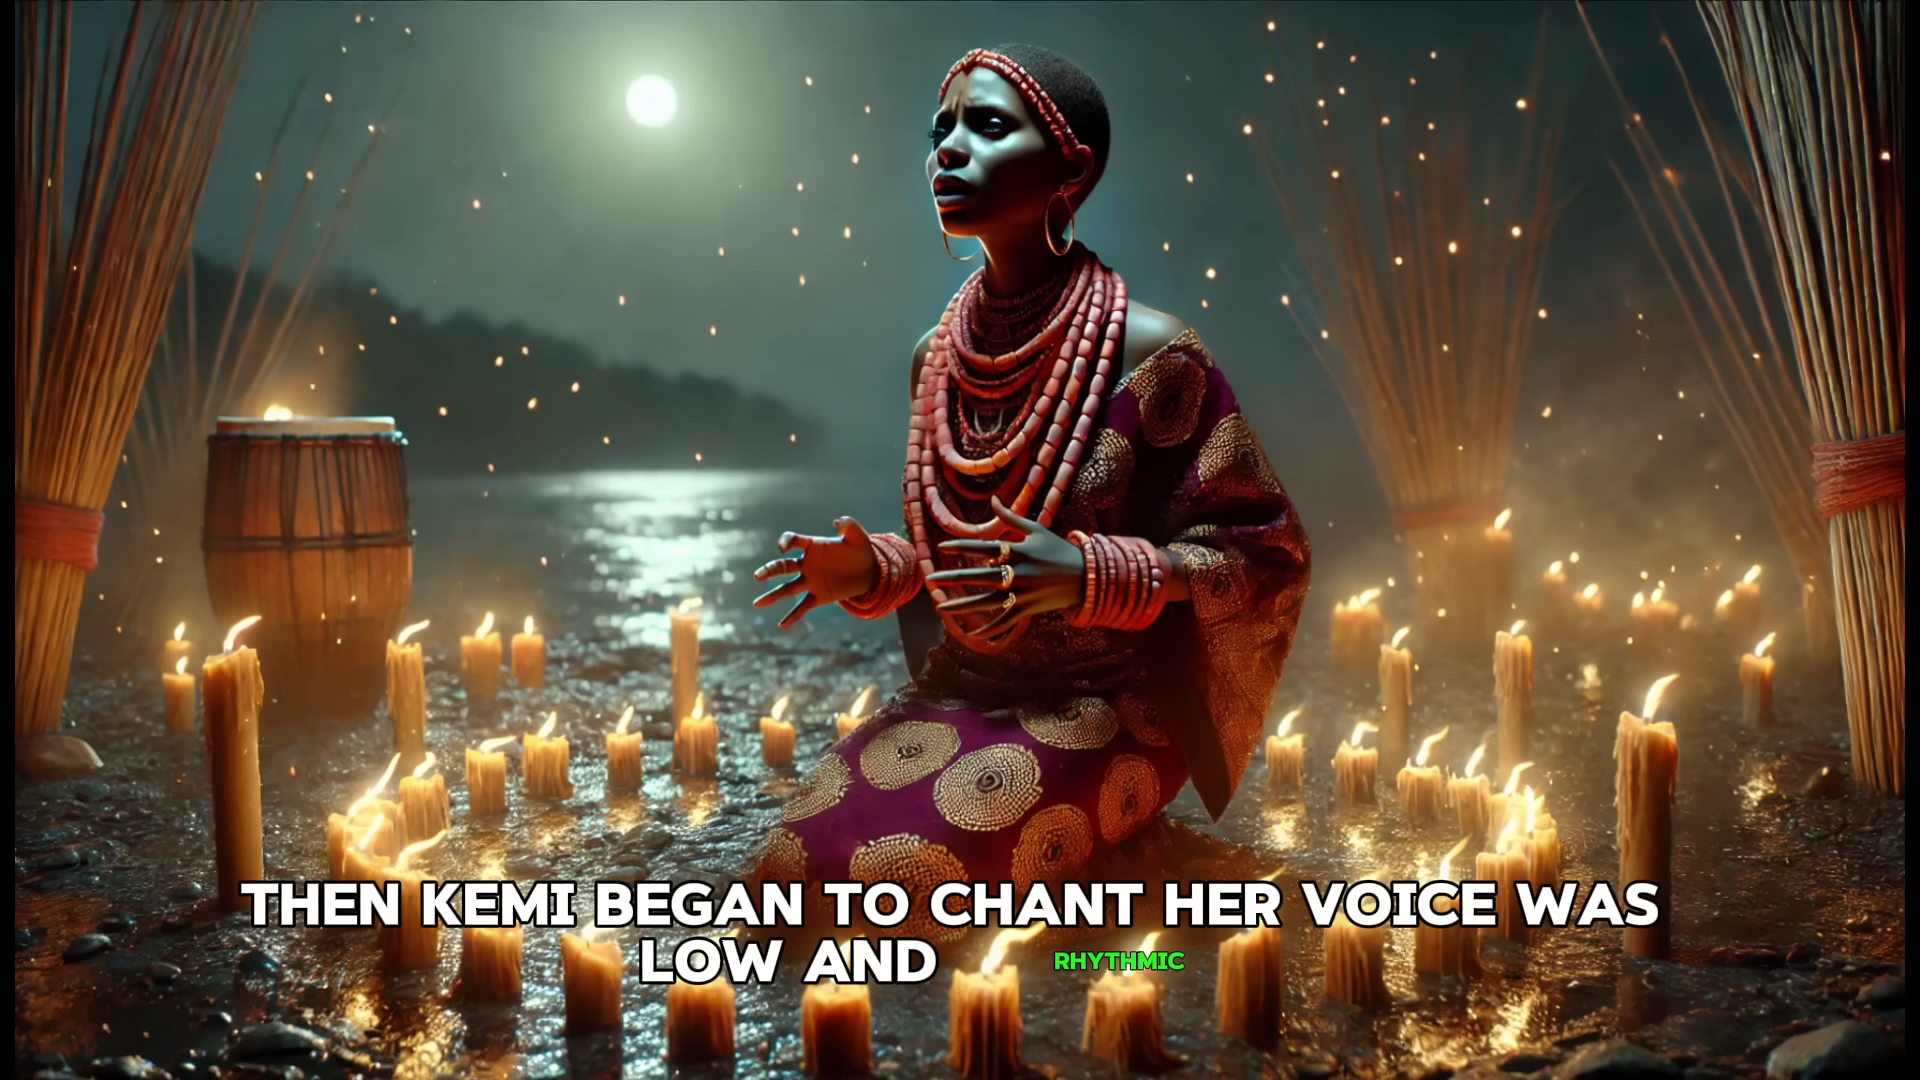 THEN KEMI BEGAN TO CHANT HER VOICE WAS
LOW AND RHYTHMIC